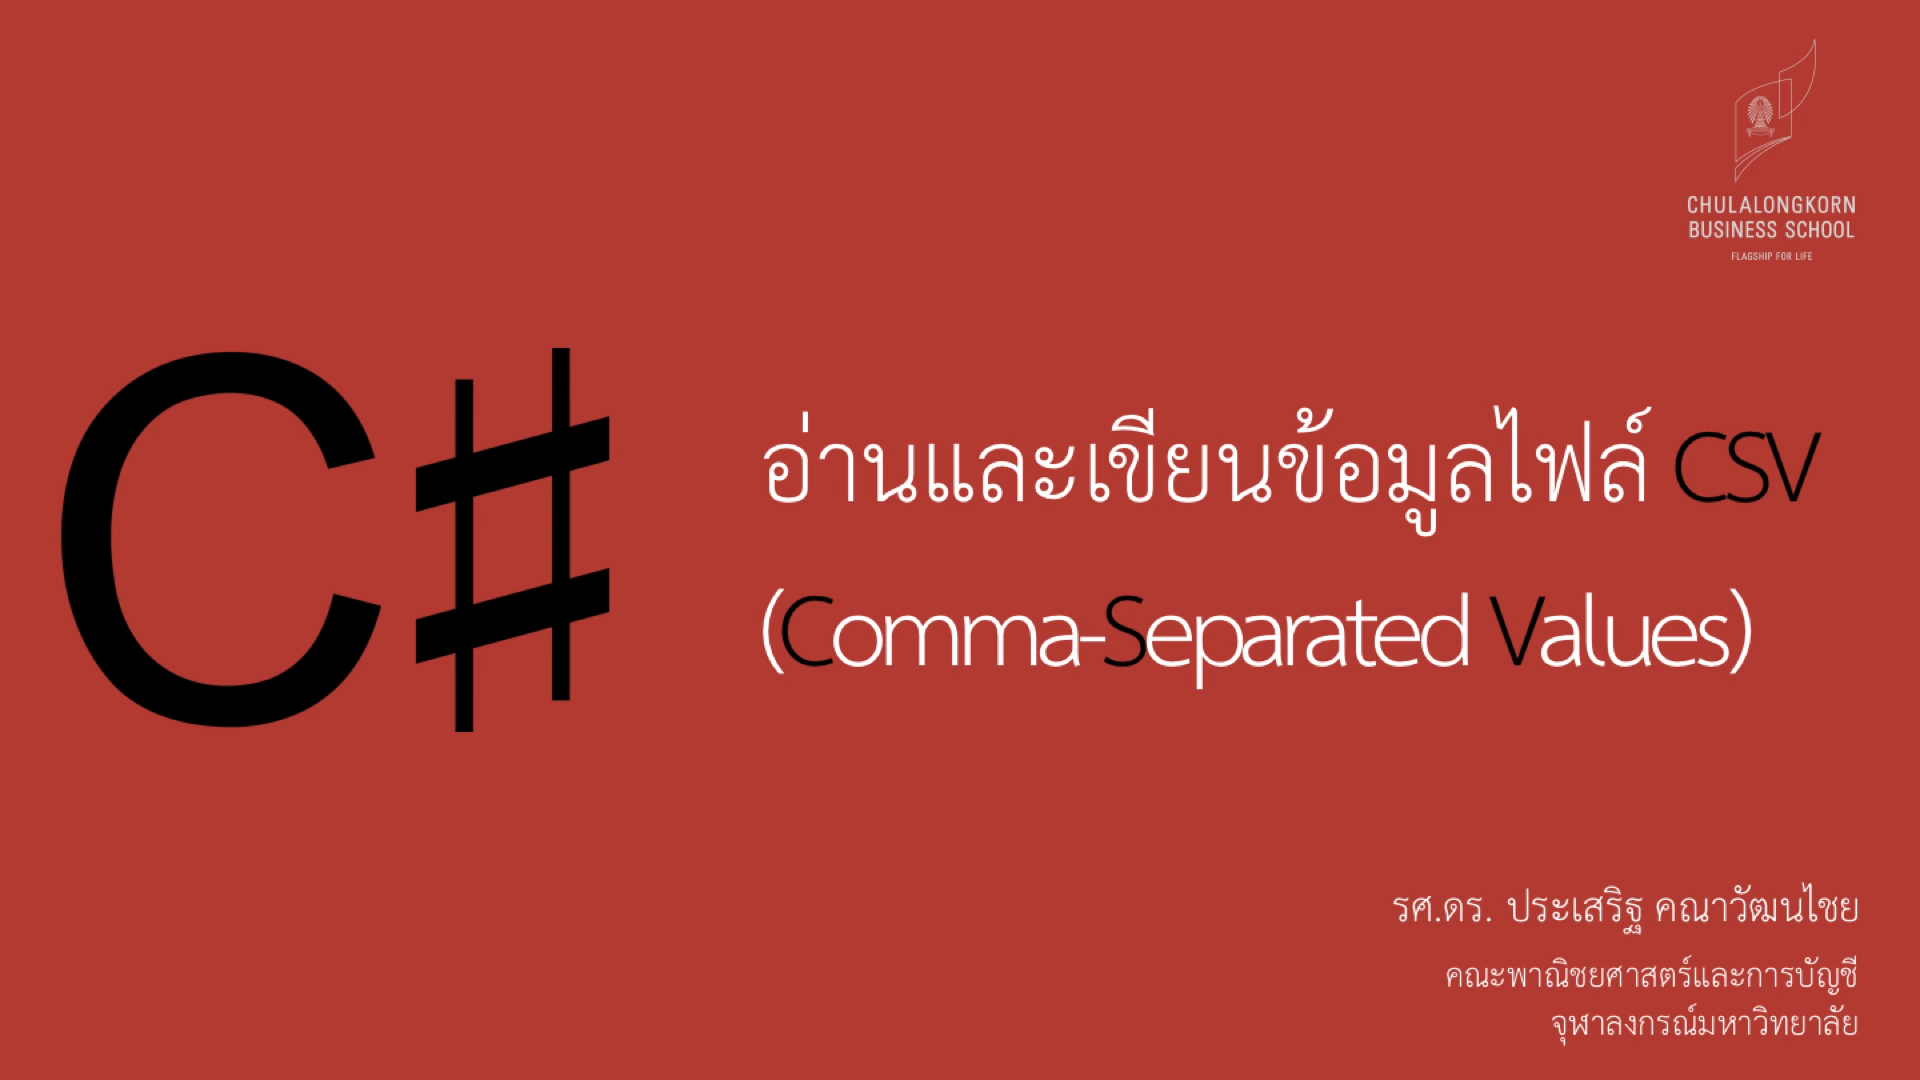 CHULALONGKORN
BUSINESS SCHOOL
FLAGSHIP FOR LIFE
C#
อ่านและเขียนข้อมูลไฟล์ CSV
(Comma-Separated Values)
รศ.ดร. ประเสริฐ คณาวัฒนไชย
คณะพาณิชยศาสตร์และการบัญชี
จุฬาลงกรณ์มหาวิทยาลัย